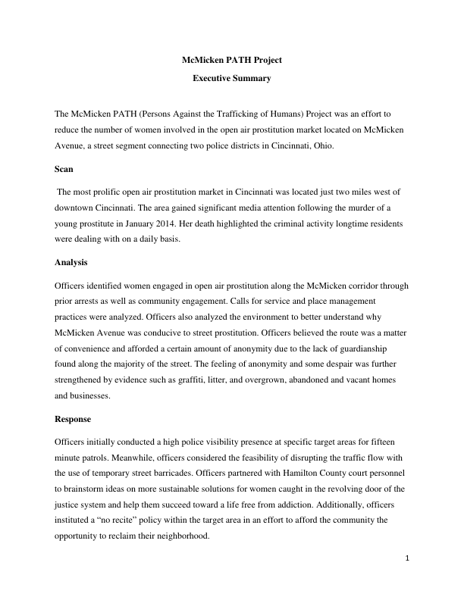 McMicken PATH Project
Executive Summary
The McMicken PATH (Persons Against the Trafficking of Humans) Project was an effort to
reduce the number of women involved in the open air prostitution market located on McMicken
Avenue, a street segment connecting two police districts in Cincinnati, Ohio.
Scan
The most prolific open air prostitution market in Cincinnati was located just two miles west of
downtown Cincinnati. The area gained significant media attention following the murder of a
young prostitute in January 2014. Her death highlighted the criminal activity longtime residents
were dealing with on a daily basis.
Analysis
Officers identified women engaged in open air prostitution along the McMicken corridor through
prior arrests as well as community engagement. Calls for service and place management
practices were analyzed. Officers also analyzed the environment to better understand why
McMicken Avenue was conducive to street prostitution. Officers believed the route was a matter
of convenience and afforded a certain amount of anonymity due to the lack of guardianship
found along the majority of the street. The feeling of anonymity and some despair was further
strengthened by evidence such as graffiti, litter, and overgrown, abandoned and vacant homes
and businesses.
Response
Officers initially conducted a high police visibility presence at specific target areas for fifteen
minute patrols. Meanwhile, officers considered the feasibility of disrupting the traffic flow with
the use of temporary street barricades. Officers partnered with Hamilton County court personnel
to brainstorm ideas on more sustainable solutions for women caught in the revolving door of the
justice system and help them succeed toward a life free from addiction. Additionally, officers
instituted a “no recite” policy within the target area in an effort to afford the community the
opportunity to reclaim their neighborhood.
1